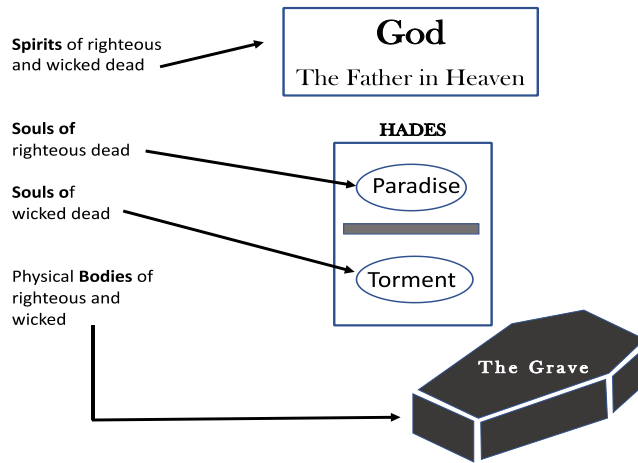 Spirits of righteous
and wicked dead
God
The Father in Heaven
Souls of
righteous dead
HADES
Paradise
Souls of
wicked dead
Torment
Physical Bodies of
righteous and
wicked
The Grave